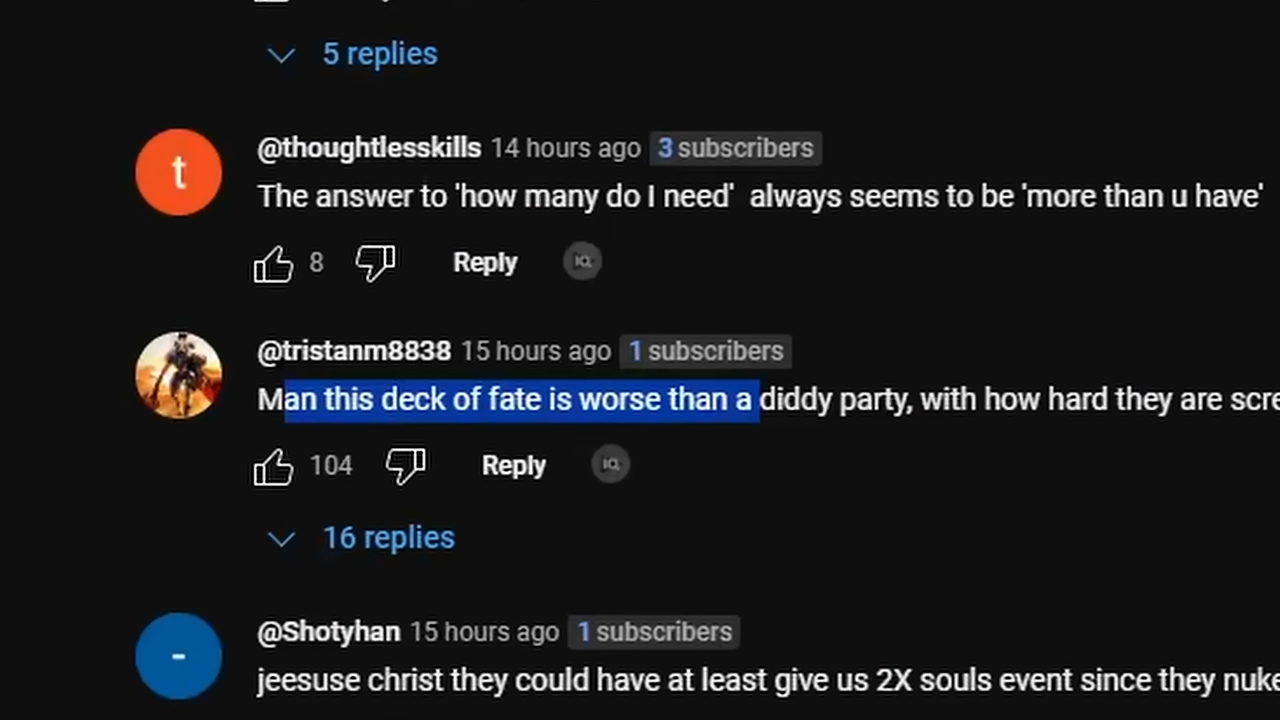 5 replies
t
@thoughtlesskills 14 hours ago 3 subscribers
The answer to 'how many do I need'  always seems to be 'more than u have'
8 Reply IQ
@tristanm8838 15 hours ago 1 subscribers
Man this deck of fate is worse than a diddy party, with how hard they are scre
104 Reply IQ
16 replies
-
@Shotyhan 15 hours ago 1 subscribers
jeesuse christ they could have at least give us 2X souls event since they nuke